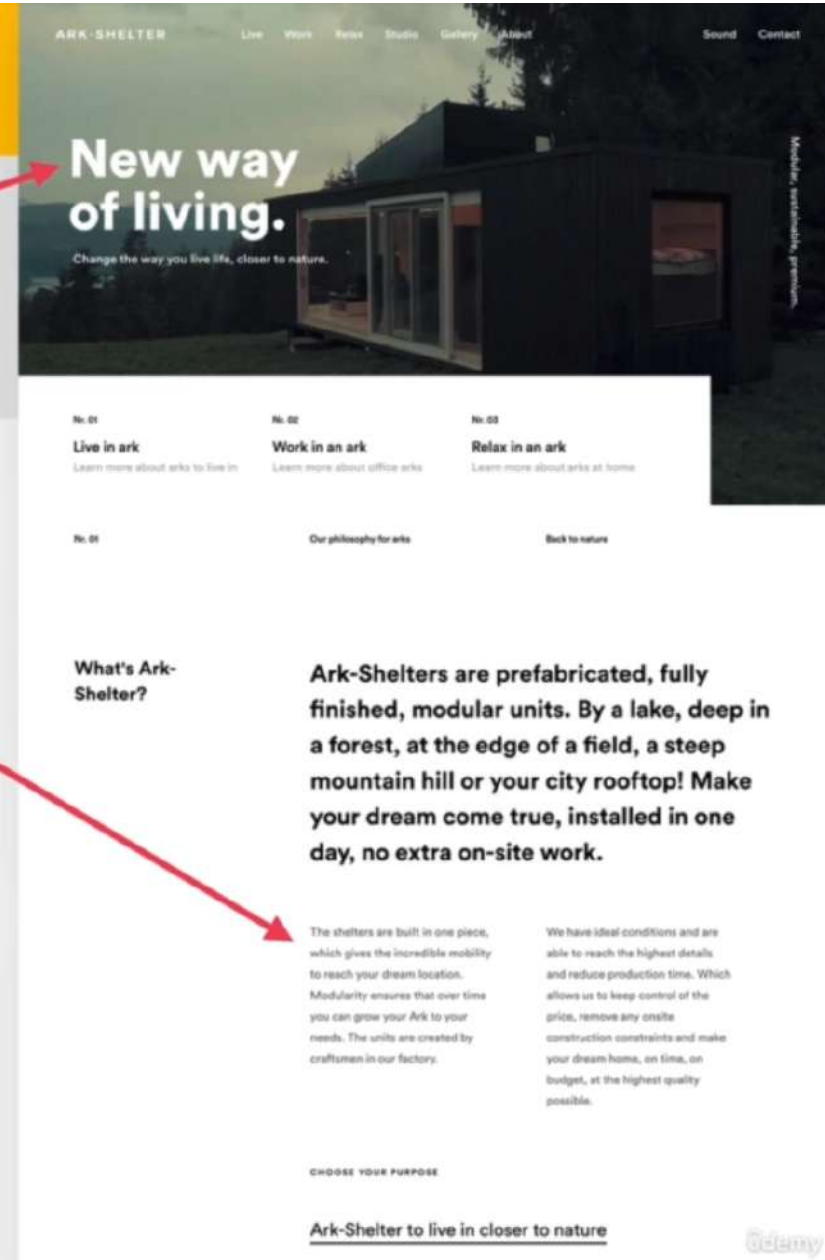 ARK-SHELTER
Live Work Relax Studio Gallery About
Sound Contact
New way
of living.
Change the way you live life, closer to nature.
Modular, sustainable, premium.
Nr. 01
Live in ark
Learn more about arks to live in
Nr. 02
Work in an ark
Learn more about office arks
Nr. 03
Relax in an ark
Learn more about arks at home
Nr. 01
Our philosophy for arks
Back to nature
What's Ark-
Shelter?
Ark-Shelters are prefabricated, fully
finished, modular units. By a lake, deep in
a forest, at the edge of a field, a steep
mountain hill or your city rooftop! Make
your dream come true, installed in one
day, no extra on-site work.
The shelters are built in one piece,
which gives the incredible mobility
to reach your dream location.
Modularity ensures that over time
you can grow your Ark to your
needs. The units are created by
craftsmen in our factory.
We have ideal conditions and are
able to reach the highest details
and reduce production time. Which
allows us to keep control of the
price, remove any onsite
construction constraints and make
your dream home, on time, on
budget, at the highest quality
possible.
CHOOSE YOUR PURPOSE
Ark-Shelter to live in closer to nature
ûdemy